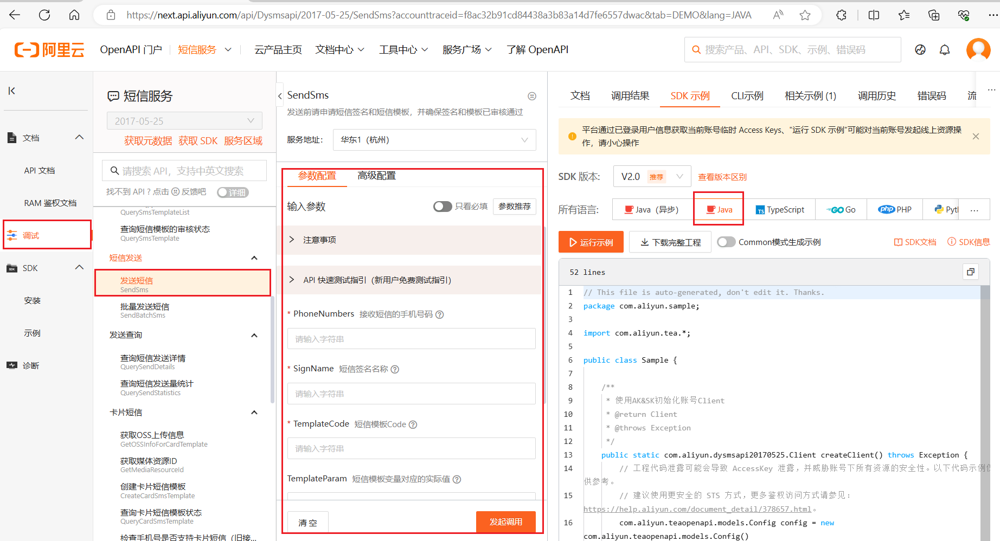 https://next.api.aliyun.com/api/Dysmsapi/2017-05-25/SendSms?accounttraceid=f8ac32b91cd84438a3b83a14d7fe6557dwac&tab=DEMO&lang=JAVA
阿里云 OpenAPI 门户 短信服务 云产品主页 文档中心 工具中心 服务广场 了解 OpenAPI 搜索产品、API、SDK、示例、错误码
文档
API 文档
RAM 鉴权文档
调试
SDK
安装
示例
诊断
短信服务
2017-05-25
获取元数据 获取 SDK 服务区域
请搜索 API，支持中英文搜索
找不到 API ? 点击 反馈吧 详细
QuerySmsTemplateList
查询短信模板的审核状态
QuerySmsTemplate
短信发送
发送短信
SendSms
批量发送短信
SendBatchSms
发送查询
查询短信发送详情
QuerySendDetails
查询短信发送量统计
QuerySendStatistics
卡片短信
获取OSS上传信息
GetOSSInfoForCardTemplate
获取媒体资源ID
GetMediaResourceId
创建卡片短信模板
CreateCardSmsTemplate
查询卡片短信模板状态
QueryCardSmsTemplate
检查手机号是否支持卡片短信（旧接...
SendSms
发送前请申请短信签名和短信模板，并确保签名和模板已审核通过
服务地址： 华东1（杭州）
参数配置 高级配置
输入参数 只看必填 参数推荐
注意事项
API 快速测试指引（新用户免费测试指引）
* PhoneNumbers 接收短信的手机号码
请输入字符串
* SignName 短信签名名称
请输入字符串
* TemplateCode 短信模板Code
请输入字符串
TemplateParam 短信模板变量对应的实际值
清 空 发起调用
文档 调用结果 SDK 示例 CLI示例 相关示例 (1) 调用历史 错误码 流 ...
平台通过已登录用户信息获取当前账号临时 Access Keys、"运行 SDK 示例"可能对当前账号发起线上资源操
作，请小心操作
SDK 版本: V2.0 推荐 查看版本区别
所有语言: Java（异步） Java TS TypeScript GO Go php PHP Pyt ...
运行示例 下载完整工程 Common模式生成示例 SDK文档 SDK信息
52 lines
1 // This file is auto-generated, don't edit it. Thanks.
2 package com.aliyun.sample;
3
4 import com.aliyun.tea.*;
5
6 public class Sample {
7
8 /**
9 * 使用AK&SK初始化账号Client
10 * @return Client
11 * @throws Exception
12 */
13 public static com.aliyun.dysmsapi20170525.Client createClient() throws Exception {
14 // 工程代码泄露可能会导致 AccessKey 泄露，并威胁账号下所有资源的安全性。以下代码示例仅
供参考。
15 // 建议使用更安全的 STS 方式，更多鉴权访问方式请参见：
https://help.aliyun.com/document_detail/378657.html。
16 com.aliyun.teaopenapi.models.Config config = new
com.aliyun.teaopenapi.models.Config()